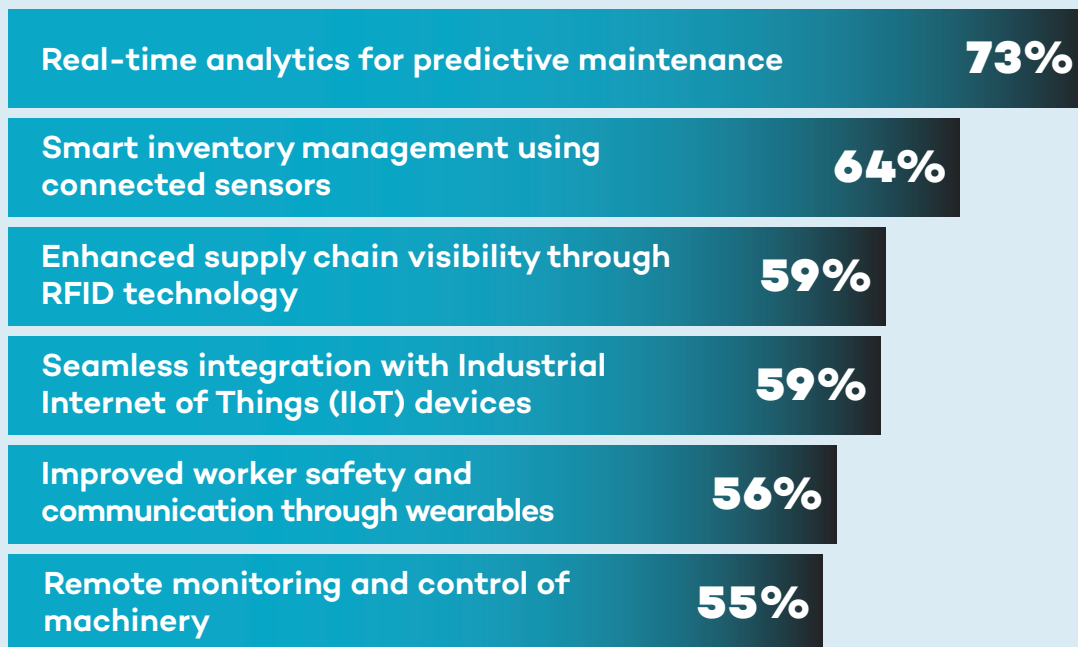 Real-time analytics for predictive maintenance 73%
Smart inventory management using
connected sensors
64%
Enhanced supply chain visibility through
RFID technology
59%
Seamless integration with Industrial
Internet of Things (IIoT) devices
59%
Improved worker safety and
communication through wearables
56%
Remote monitoring and control of
machinery
55%